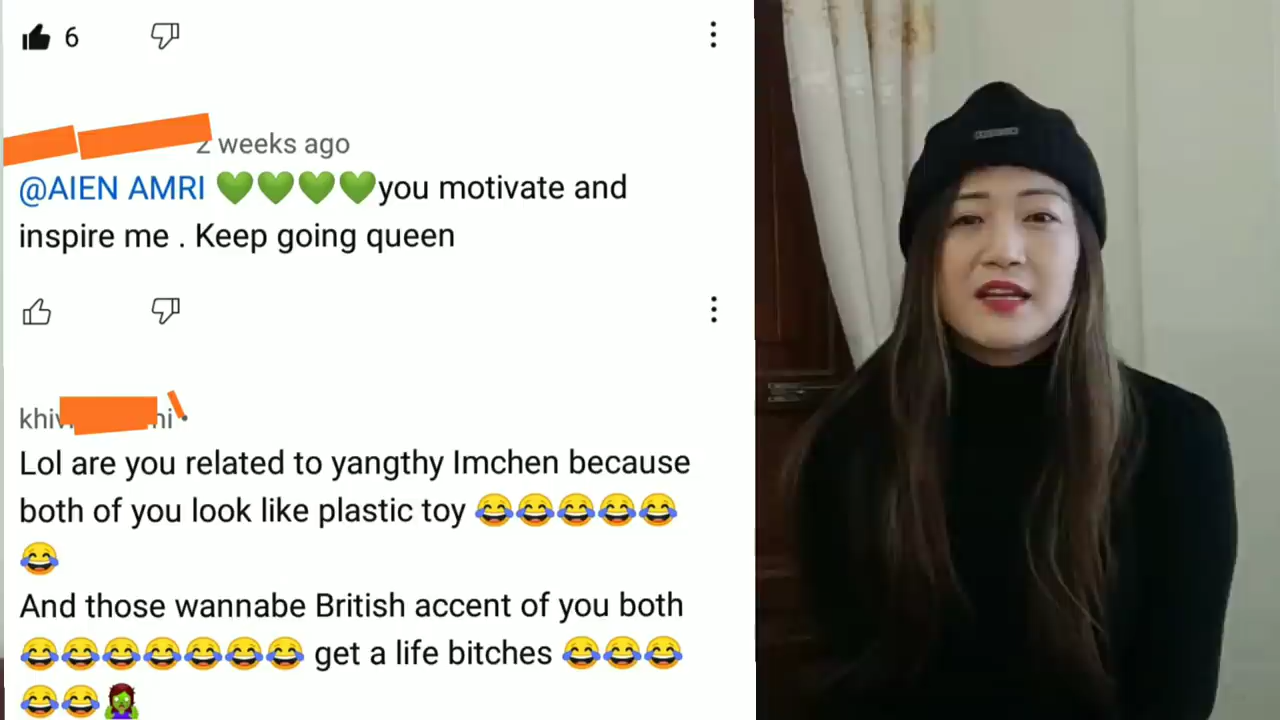 6
2 weeks ago
@AIEN AMRI 💚💚💚💚you motivate and
inspire me . Keep going queen
Lol are you related to yangthy Imchen because
both of you look like plastic toy 😂😂😂😂😂
😂
And those wannabe British accent of you both
😂😂😂😂😂😂😂 get a life bitches 😂😂😂
😂😂🧟‍♀️